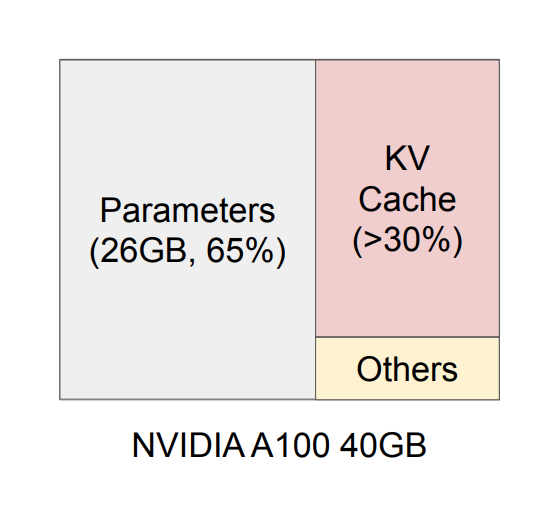 Parameters
(26GB, 65%)
KV
Cache
(>30%)
Others
NVIDIA A100 40GB